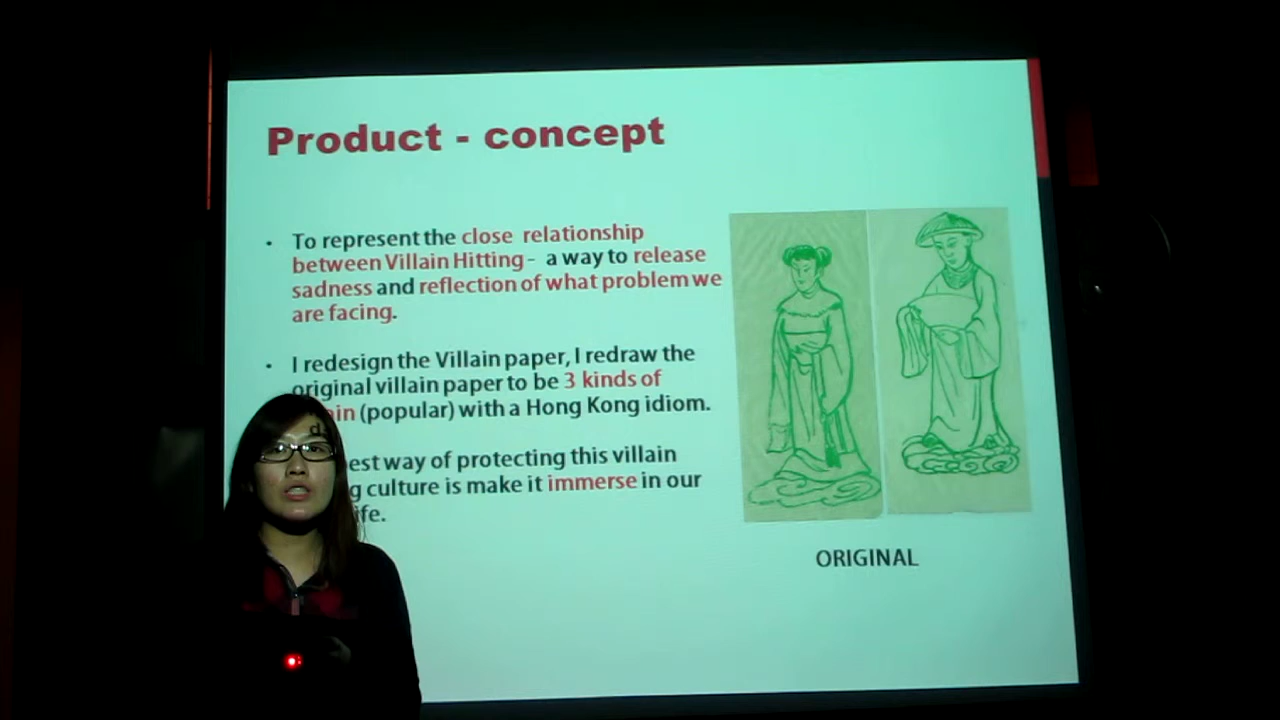 Product - concept
• To represent the close relationship
between Villain Hitting - a way to release
sadness and reflection of what problem we
are facing.
• I redesign the Villain paper, I redraw the
original villain paper to be 3 kinds of
(popular) with a Hong Kong idiom.
way of protecting this villain
culture is make it immerse in our
ORIGINAL